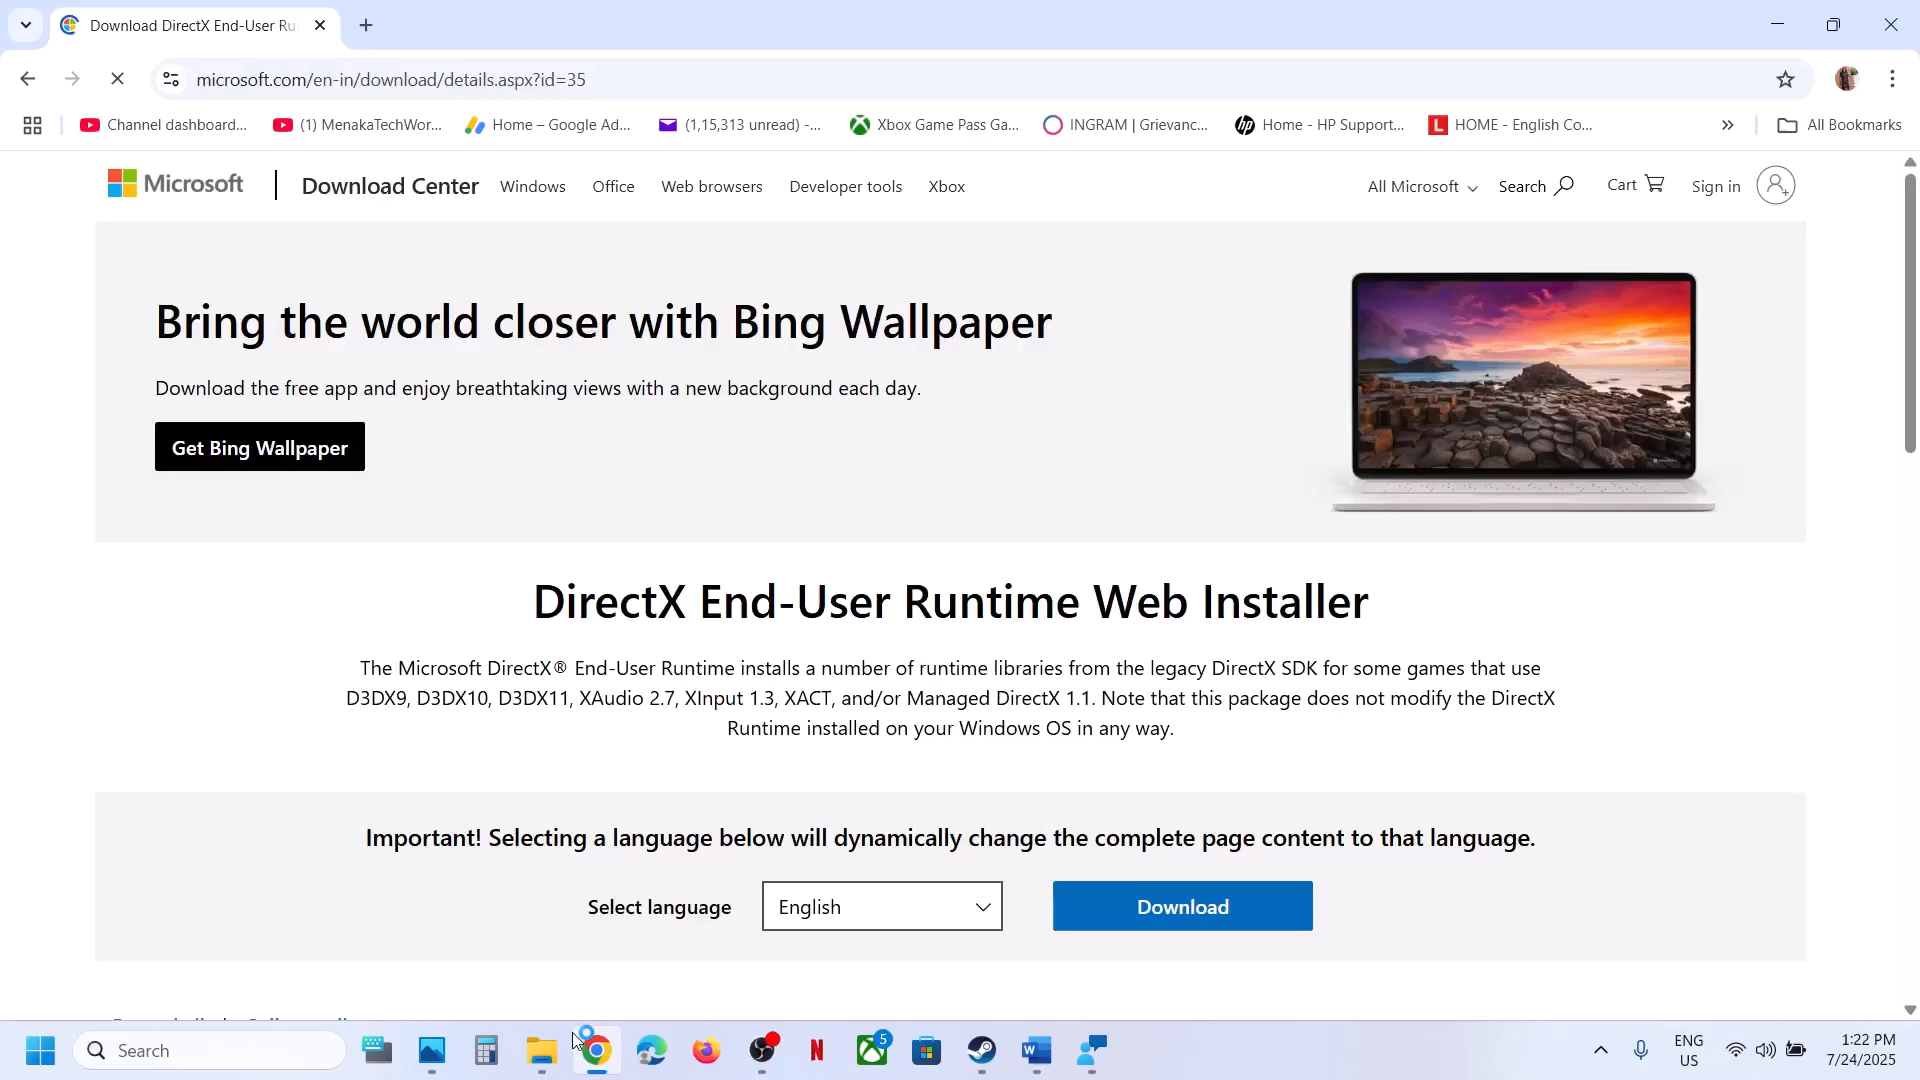 Download DirectX End-User Ru
microsoft.com/en-in/download/details.aspx?id=35
Channel dashboard...
(1) MenakaTechWor...
Home – Google Ad...
(1,15,313 unread) -...
Xbox Game Pass Ga...
INGRAM | Grievanc...
Home - HP Support...
HOME - English Co...
All Bookmarks
Microsoft
Download Center
Windows
Office
Web browsers
Developer tools
Xbox
All Microsoft
Search
Cart
Sign in
Bring the world closer with Bing Wallpaper
Download the free app and enjoy breathtaking views with a new background each day.
Get Bing Wallpaper
DirectX End-User Runtime Web Installer
The Microsoft DirectX® End-User Runtime installs a number of runtime libraries from the legacy DirectX SDK for some games that use
D3DX9, D3DX10, D3DX11, XAudio 2.7, XInput 1.3, XACT, and/or Managed DirectX 1.1. Note that this package does not modify the DirectX
Runtime installed on your Windows OS in any way.
Important! Selecting a language below will dynamically change the complete page content to that language.
Select language
English
Download
Search
5
ENG
US
1:22 PM
7/24/2025